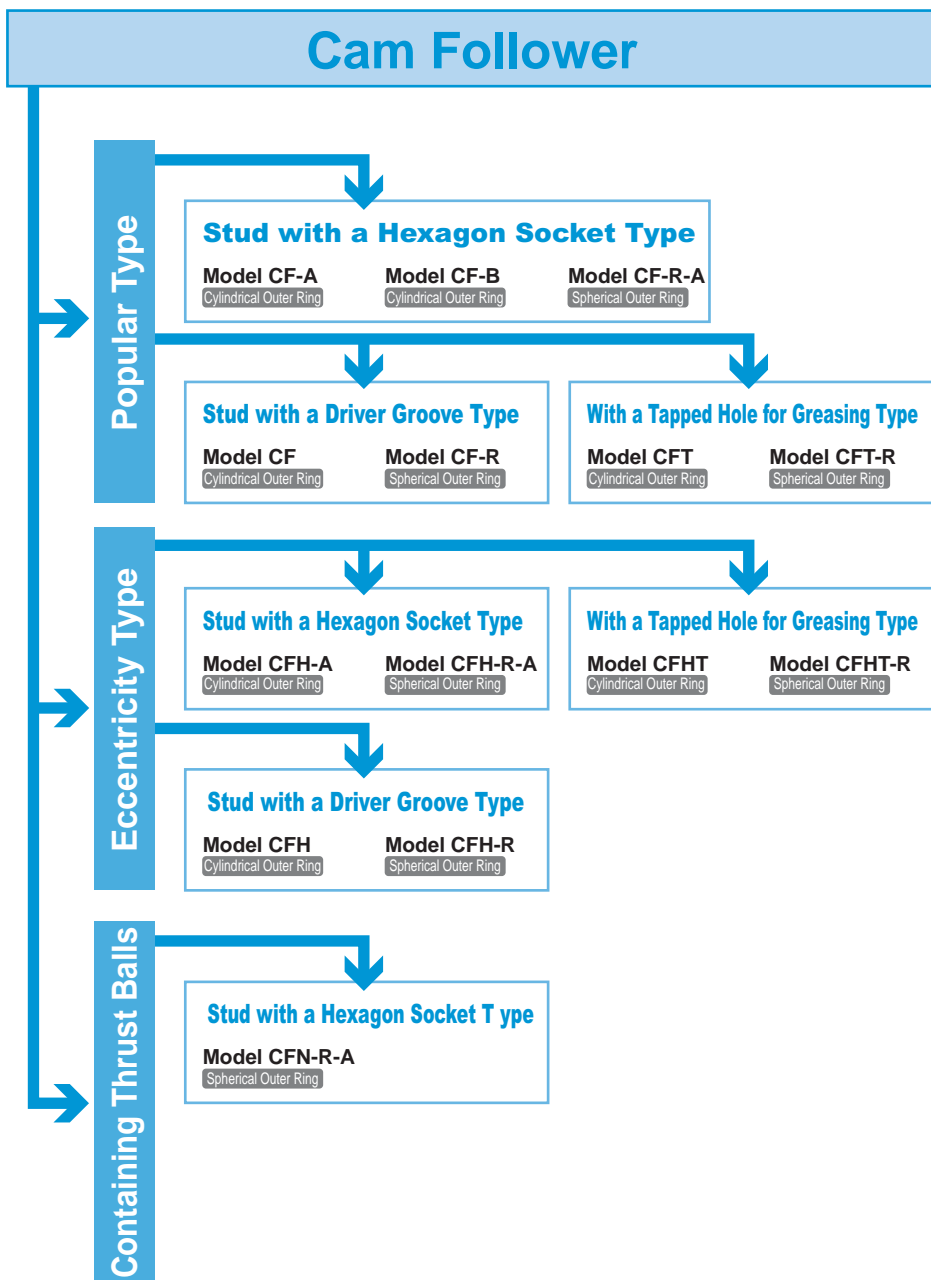 Cam Follower
Popular Type
Stud with a Hexagon Socket Type
Model CF-A Model CF-B Model CF-R-A
Cylindrical Outer Ring Cylindrical Outer Ring Spherical Outer Ring
Stud with a Driver Groove Type
Model CF Model CF-R
Cylindrical Outer Ring Spherical Outer Ring
With a Tapped Hole for Greasing Type
Model CFT Model CFT-R
Cylindrical Outer Ring Spherical Outer Ring
Eccentricity Type
Stud with a Hexagon Socket Type
Model CFH-A Model CFH-R-A
Cylindrical Outer Ring Spherical Outer Ring
With a Tapped Hole for Greasing Type
Model CFHT Model CFHT-R
Cylindrical Outer Ring Spherical Outer Ring
Stud with a Driver Groove Type
Model CFH Model CFH-R
Cylindrical Outer Ring Spherical Outer Ring
Containing Thrust Balls
Stud with a Hexagon Socket T ype
Model CFN-R-A
Spherical Outer Ring